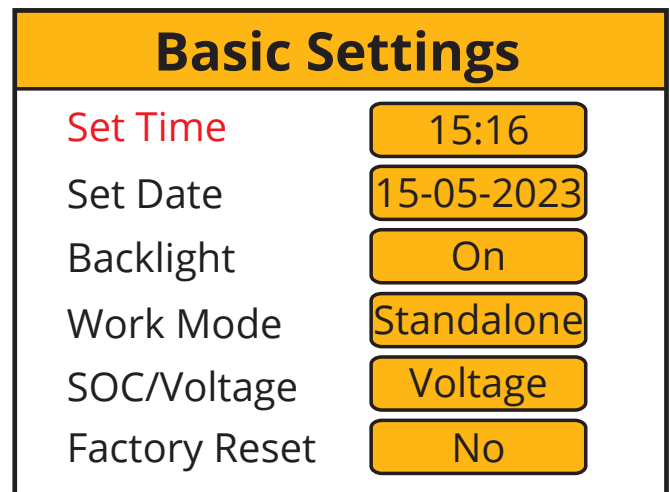 Basic Settings
Set Time 15:16
Set Date 15-05-2023
Backlight On
Work Mode Standalone
SOC/Voltage Voltage
Factory Reset No